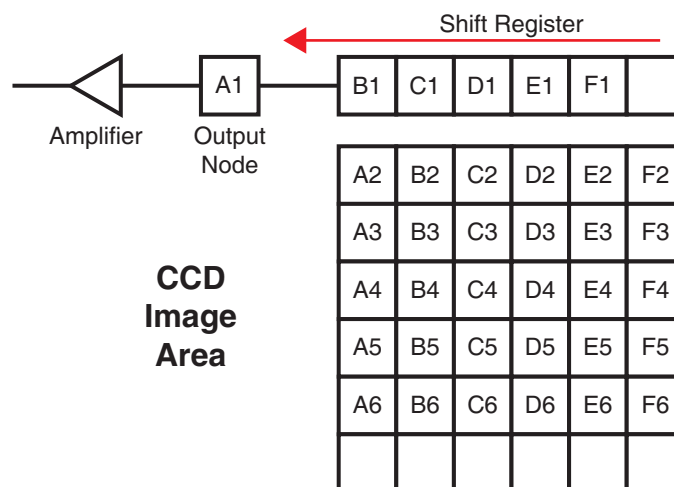 Shift Register
A1 B1 C1 D1 E1 F1
Amplifier
Output
Node
A2 B2 C2 D2 E2 F2
A3 B3 C3 D3 E3 F3
A4 B4 C4 D4 E4 F4
A5 B5 C5 D5 E5 F5
A6 B6 C6 D6 E6 F6
CCD
Image
Area